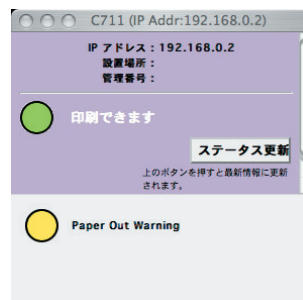 C711 (IP Addr:192.168.0.2)
IP アドレス : 192.168.0.2
設置場所 :
管理番号 :
印刷できます
ステータス更新
上のボタンを押すと最新情報に更新
されます。
Paper Out Warning